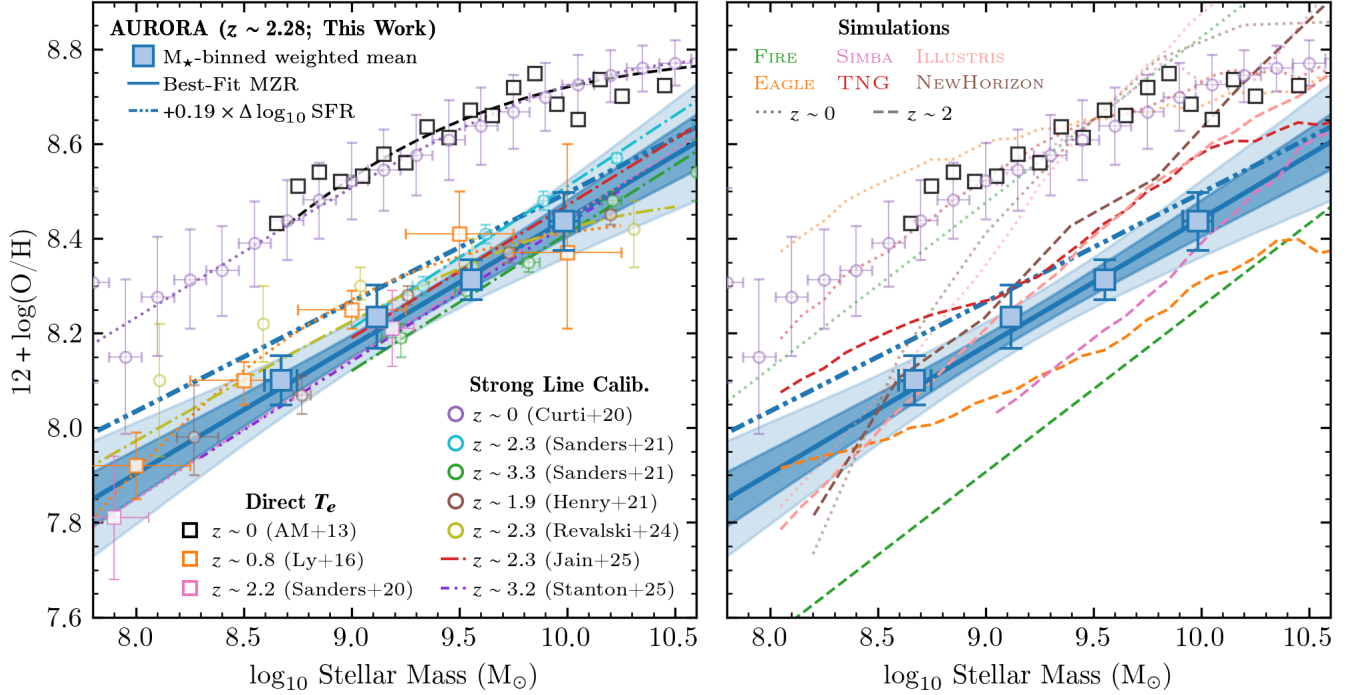 AURORA (z ~ 2.28; This Work)
M★-binned weighted mean
Best-Fit MZR
+0.19 × Δ log₁₀ SFR
Direct Tₑ
z ~ 0 (AM+13)
z ~ 0.8 (Ly+16)
z ~ 2.2 (Sanders+20)
Strong Line Calib.
z ~ 0 (Curti+20)
z ~ 2.3 (Sanders+21)
z ~ 3.3 (Sanders+21)
z ~ 1.9 (Henry+21)
z ~ 2.3 (Revalski+24)
z ~ 2.3 (Jain+25)
z ~ 3.2 (Stanton+25)
12 + log(O/H)
8.8
8.6
8.4
8.2
8.0
7.8
7.6
8.0 8.5 9.0 9.5 10.0 10.5
log₁₀ Stellar Mass (M⊙)
Simulations
FIRE SIMBA ILLUSTRIS
EAGLE TNG NEWHORIZON
z ~ 0 z ~ 2
8.0 8.5 9.0 9.5 10.0 10.5
log₁₀ Stellar Mass (M⊙)